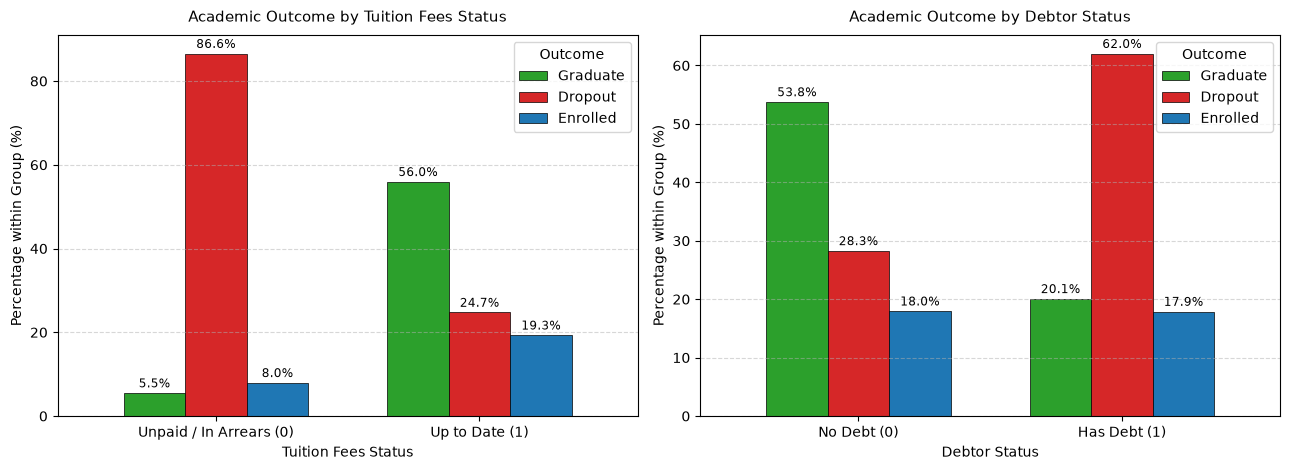 Academic Outcome by Tuition Fees Status
Percentage within Group (%)
80
60
40
20
0
86.6%
56.0%
24.7%
19.3%
5.5%
8.0%
Outcome
Graduate
Dropout
Enrolled
Unpaid / In Arrears (0)
Up to Date (1)
Tuition Fees Status
Academic Outcome by Debtor Status
Percentage within Group (%)
60
50
40
30
20
10
0
53.8%
28.3%
18.0%
20.1%
62.0%
17.9%
Outcome
Graduate
Dropout
Enrolled
No Debt (0)
Has Debt (1)
Debtor Status